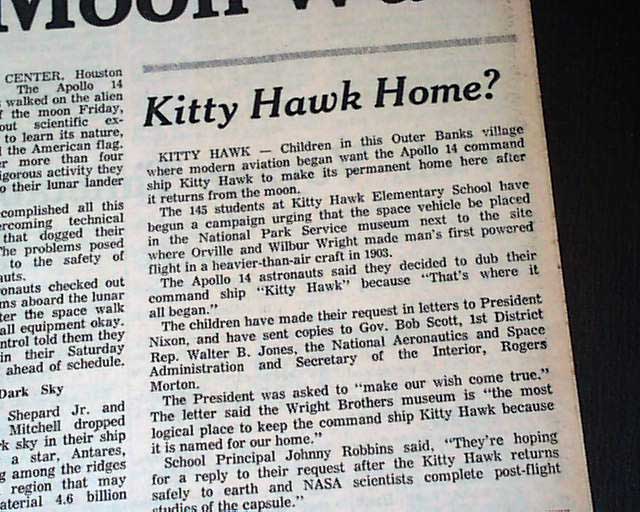 Moon W
CENTER, Houston
The Apollo 14
walked on the alien
the moon Friday,
out scientific ex-
to learn its nature,
the American flag.
more than four
igorous activity they
o their lunar lander
complished all this
ercoming technical
that dogged their
The problems posed
to the safety of
auts.
onauts checked out
ms aboard the lunar
ter the space walk
all equipment okay.
ntrol told them they
in their Saturday
ahead of schedule.
Dark Sky
Shepard Jr. and
Mitchell dropped
k sky in their ship
a star, Antares,
g among the ridges
region that may
aterial 4.6 billion
Kitty Hawk Home?
KITTY HAWK — Children in this Outer Banks village
where modern aviation began want the Apollo 14 command
ship Kitty Hawk to make its permanent home here after
it returns from the moon.
The 145 students at Kitty Hawk Elementary School have
begun a campaign urging that the space vehicle be placed
in the National Park Service museum next to the site
where Orville and Wilbur Wright made man's first powered
flight in a heavier-than-air craft in 1903.
The Apollo 14 astronauts said they decided to dub their
command ship "Kitty Hawk" because "That's where it
all began."
The children have made their request in letters to President
Nixon, and have sent copies to Gov. Bob Scott, 1st District
Rep. Walter B. Jones, the National Aeronautics and Space
Administration and Secretary of the Interior, Rogers
Morton.
The President was asked to "make our wish come true."
The letter said the Wright Brothers museum is "the most
logical place to keep the command ship Kitty Hawk because
it is named for our home."
School Principal Johnny Robbins said, "They're hoping
for a reply to their request after the Kitty Hawk returns
safely to earth and NASA scientists complete post-flight
studies of the capsule."